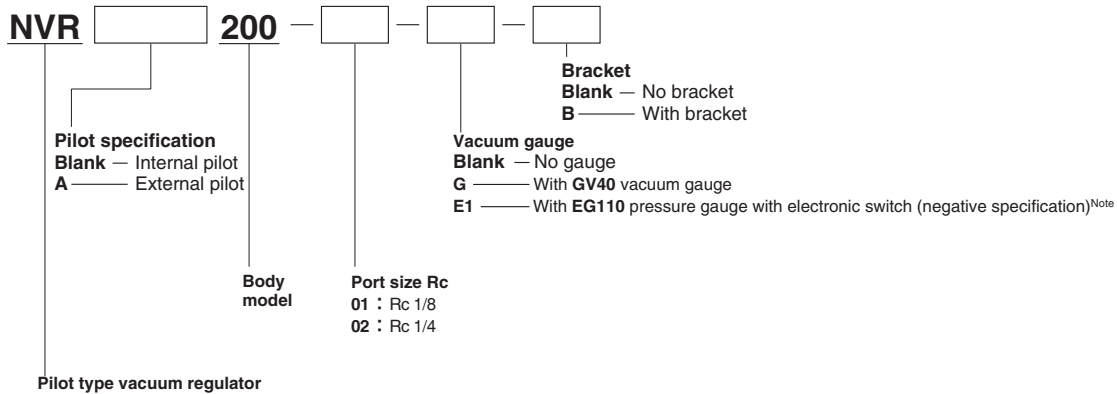 NVR 200 — — —
Bracket
Blank — No bracket
B — With bracket
Pilot specification
Blank — Internal pilot
A — External pilot
Vacuum gauge
Blank — No gauge
G — With GV40 vacuum gauge
E1 — With EG110 pressure gauge with electronic switch (negative specification)Note
Body
model
Port size Rc
01 : Rc 1/8
02 : Rc 1/4
Pilot type vacuum regulator